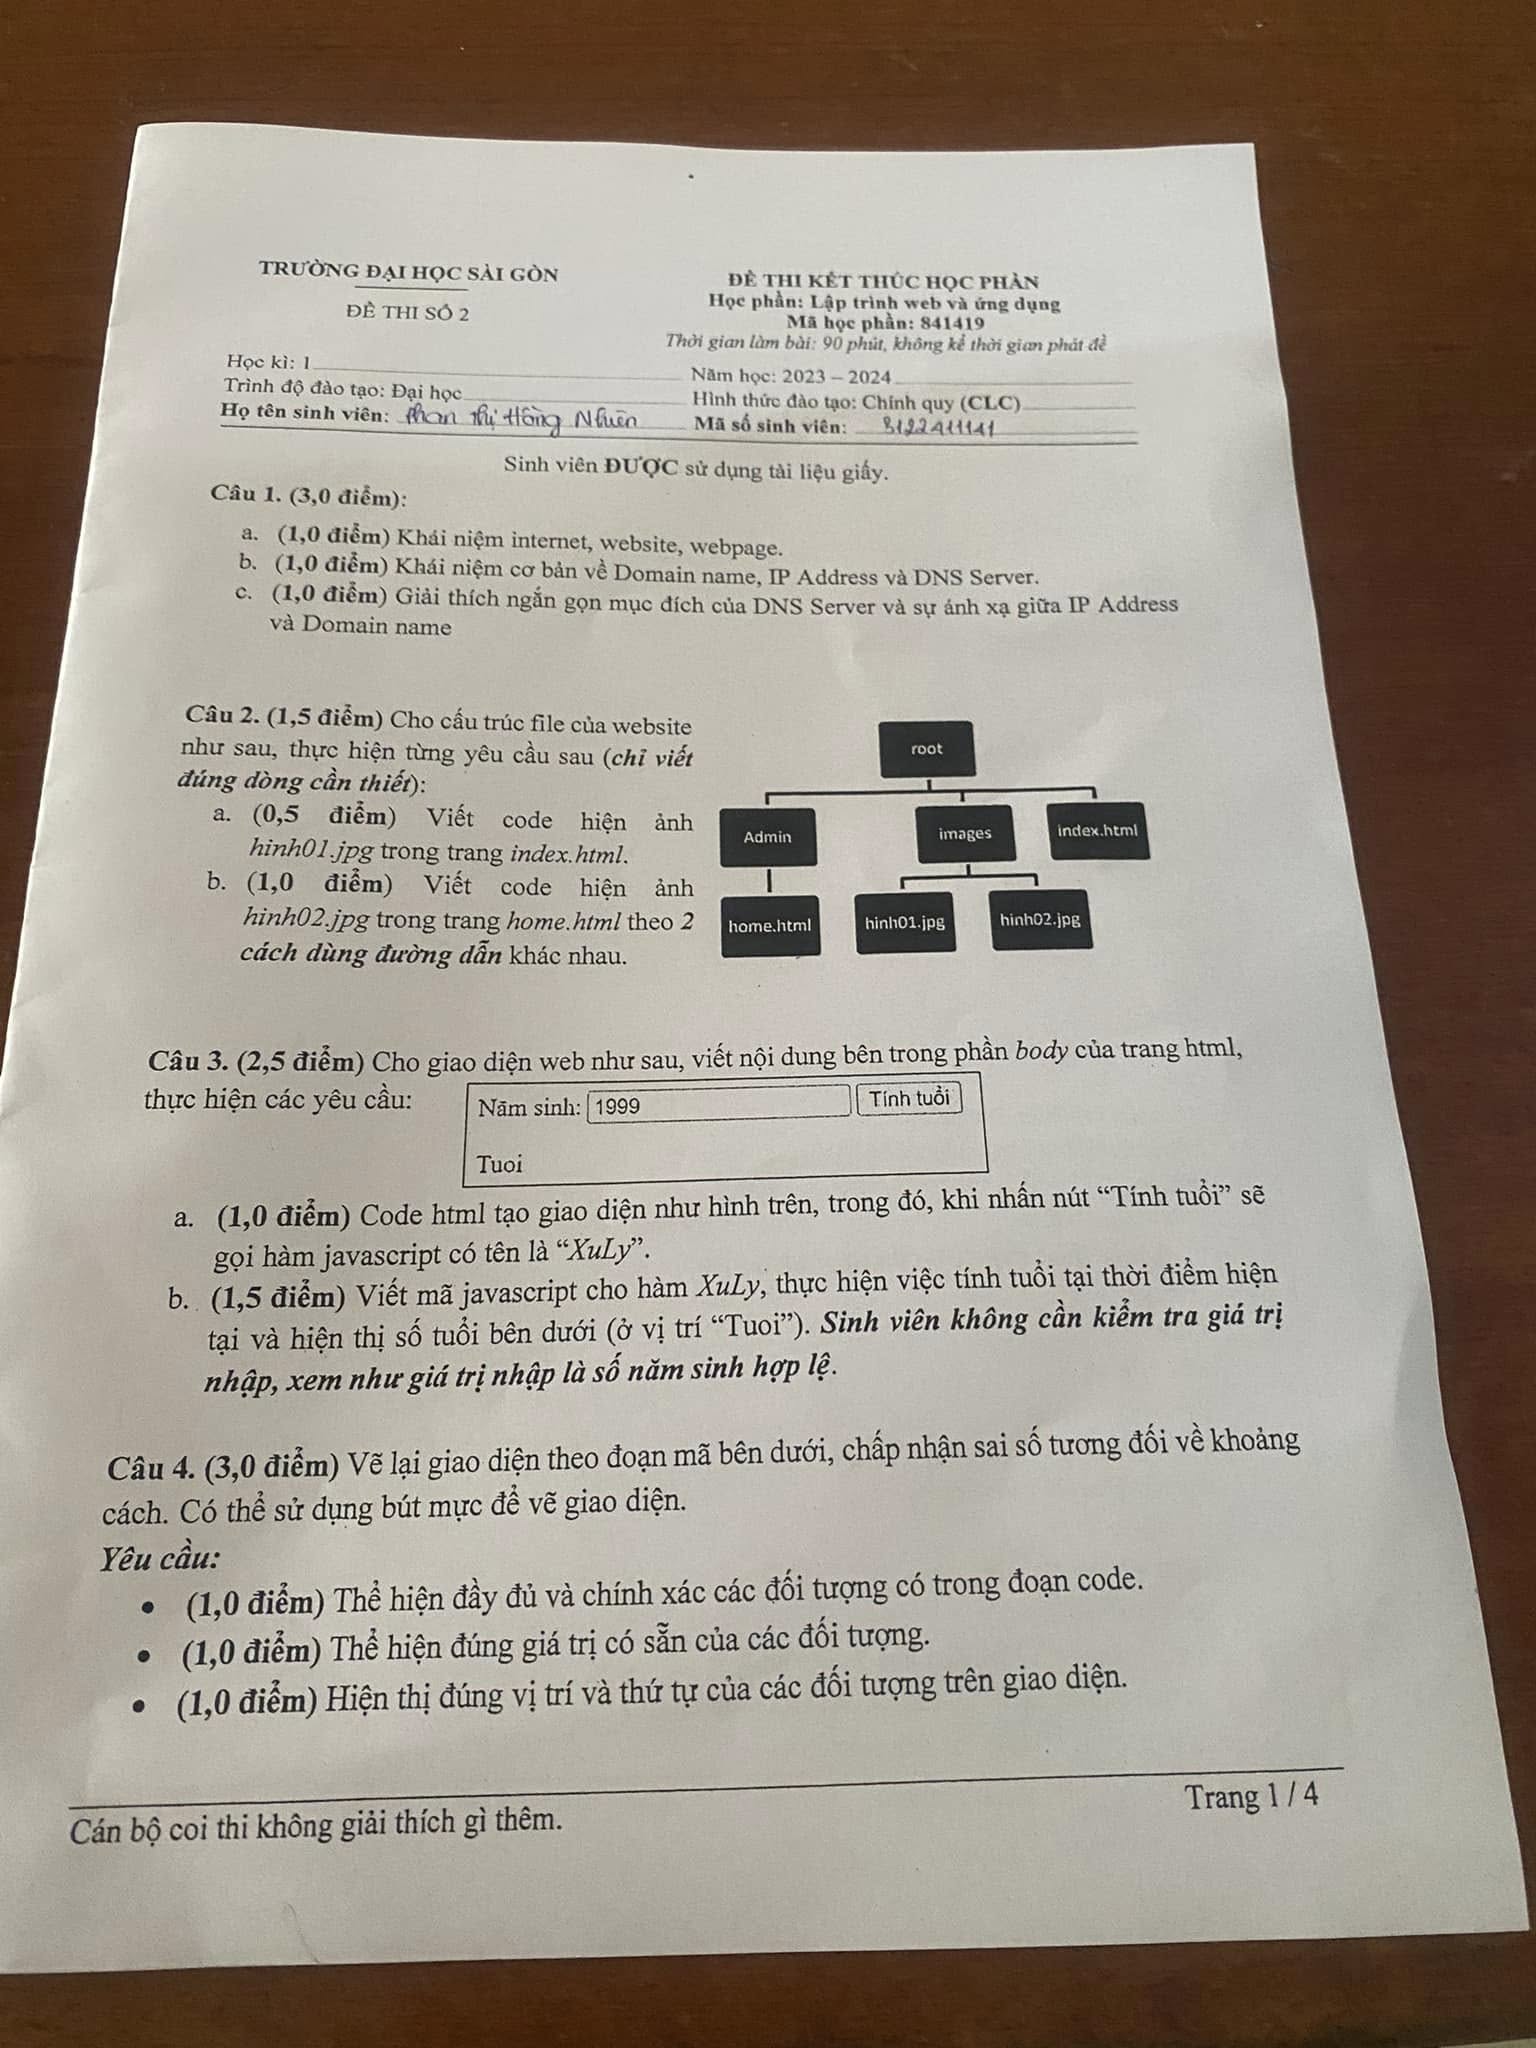 TRƯỜNG ĐẠI HỌC SÀI GÒN
ĐỀ THI SỐ 2
ĐỀ THI KẾT THÚC HỌC PHẦN
Học phần: Lập trình web và ứng dụng
Mã học phần: 841419
Thời gian làm bài: 90 phút, không kể thời gian phát đề
Học kì: 1
Năm học: 2023 – 2024
Trình độ đào tạo: Đại học
Hình thức đào tạo: Chính quy (CLC)
Họ tên sinh viên: Phan Thị Hồng Nhiên
Mã số sinh viên: 3122411141
Sinh viên ĐƯỢC sử dụng tài liệu giấy.
Câu 1. (3,0 điểm):
a. (1,0 điểm) Khái niệm internet, website, webpage.
b. (1,0 điểm) Khái niệm cơ bản về Domain name, IP Address và DNS Server.
c. (1,0 điểm) Giải thích ngắn gọn mục đích của DNS Server và sự ánh xạ giữa IP Address
và Domain name
Câu 2. (1,5 điểm) Cho cấu trúc file của website
như sau, thực hiện từng yêu cầu sau (chỉ viết
đúng dòng cần thiết):
a. (0,5 điểm) Viết code hiện ảnh
hinh01.jpg trong trang index.html.
b. (1,0 điểm) Viết code hiện ảnh
hinh02.jpg trong trang home.html theo 2
cách dùng đường dẫn khác nhau.
root
Admin
images
index.html
home.html
hinh01.jpg
hinh02.jpg
Câu 3. (2,5 điểm) Cho giao diện web như sau, viết nội dung bên trong phần body của trang html,
thực hiện các yêu cầu:
Năm sinh: 1999 Tính tuổi
Tuoi
a. (1,0 điểm) Code html tạo giao diện như hình trên, trong đó, khi nhấn nút “Tính tuổi” sẽ
gọi hàm javascript có tên là “XuLy”.
b. (1,5 điểm) Viết mã javascript cho hàm XuLy, thực hiện việc tính tuổi tại thời điểm hiện
tại và hiện thị số tuổi bên dưới (ở vị trí “Tuoi”). Sinh viên không cần kiểm tra giá trị
nhập, xem như giá trị nhập là số năm sinh hợp lệ.
Câu 4. (3,0 điểm) Vẽ lại giao diện theo đoạn mã bên dưới, chấp nhận sai số tương đối về khoảng
cách. Có thể sử dụng bút mực để vẽ giao diện.
Yêu cầu:
• (1,0 điểm) Thể hiện đầy đủ và chính xác các đối tượng có trong đoạn code.
• (1,0 điểm) Thể hiện đúng giá trị có sẵn của các đối tượng.
• (1,0 điểm) Hiện thị đúng vị trí và thứ tự của các đối tượng trên giao diện.
Cán bộ coi thi không giải thích gì thêm.
Trang 1 / 4